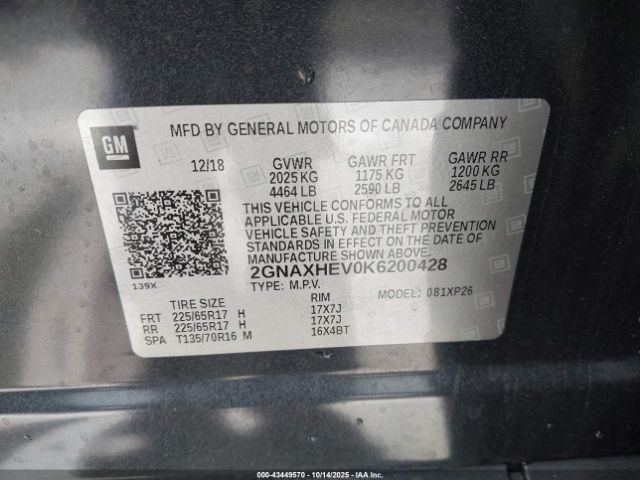 GM
MFD BY GENERAL MOTORS OF CANADA COMPANY
12/18 GVWR GAWR FRT GAWR RR
2025 KG 1175 KG 1200 KG
4464 LB 2590 LB 2645 LB
THIS VEHICLE CONFORMS TO ALL
APPLICABLE U.S. FEDERAL MOTOR
VEHICLE SAFETY AND THEFT PREVENTION
STANDARDS IN EFFECT ON THE DATE OF
MANUFACTURE SHOWN ABOVE.
2GNAXHEV0K6200428
139X
TYPE: M.P.V. MODEL: 081XP26
TIRE SIZE RIM
FRT 225/65R17 H 17X7J
RR 225/65R17 H 17X7J
SPA T135/70R16 M 16X4BT
000-43449570 - 10/14/2025 - IAA Inc. Copyright